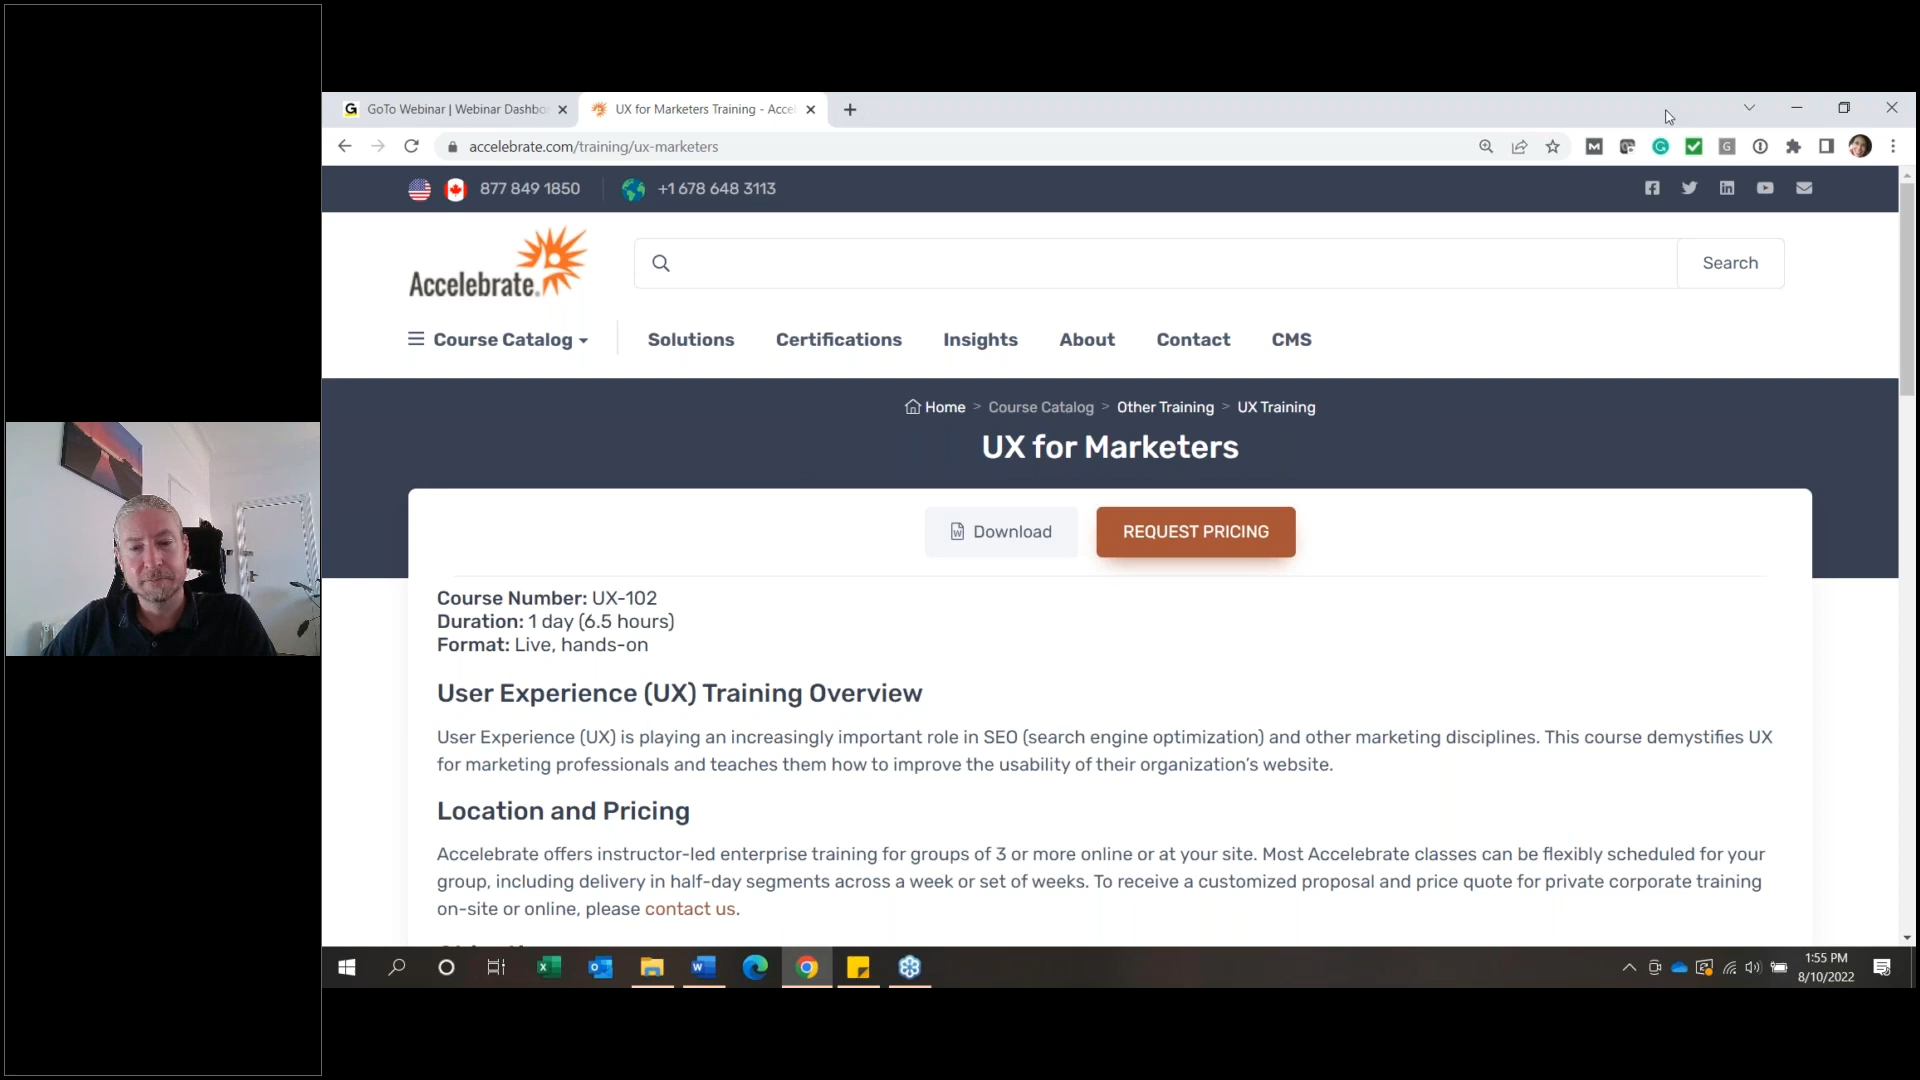 GoTo Webinar | Webinar Dashbo
UX for Marketers Training - Acce
accelebrate.com/training/ux-marketers
877 849 1850
+1 678 648 3113
Accelebrate.
Search
Course Catalog
Solutions
Certifications
Insights
About
Contact
CMS
Home > Course Catalog > Other Training > UX Training
UX for Marketers
Download
REQUEST PRICING
Course Number: UX-102
Duration: 1 day (6.5 hours)
Format: Live, hands-on
User Experience (UX) Training Overview
User Experience (UX) is playing an increasingly important role in SEO (search engine optimization) and other marketing disciplines. This course demystifies UX
for marketing professionals and teaches them how to improve the usability of their organization's website.
Location and Pricing
Accelebrate offers instructor-led enterprise training for groups of 3 or more online or at your site. Most Accelebrate classes can be flexibly scheduled for your
group, including delivery in half-day segments across a week or set of weeks. To receive a customized proposal and price quote for private corporate training
on-site or online, please contact us.
1:55 PM
8/10/2022